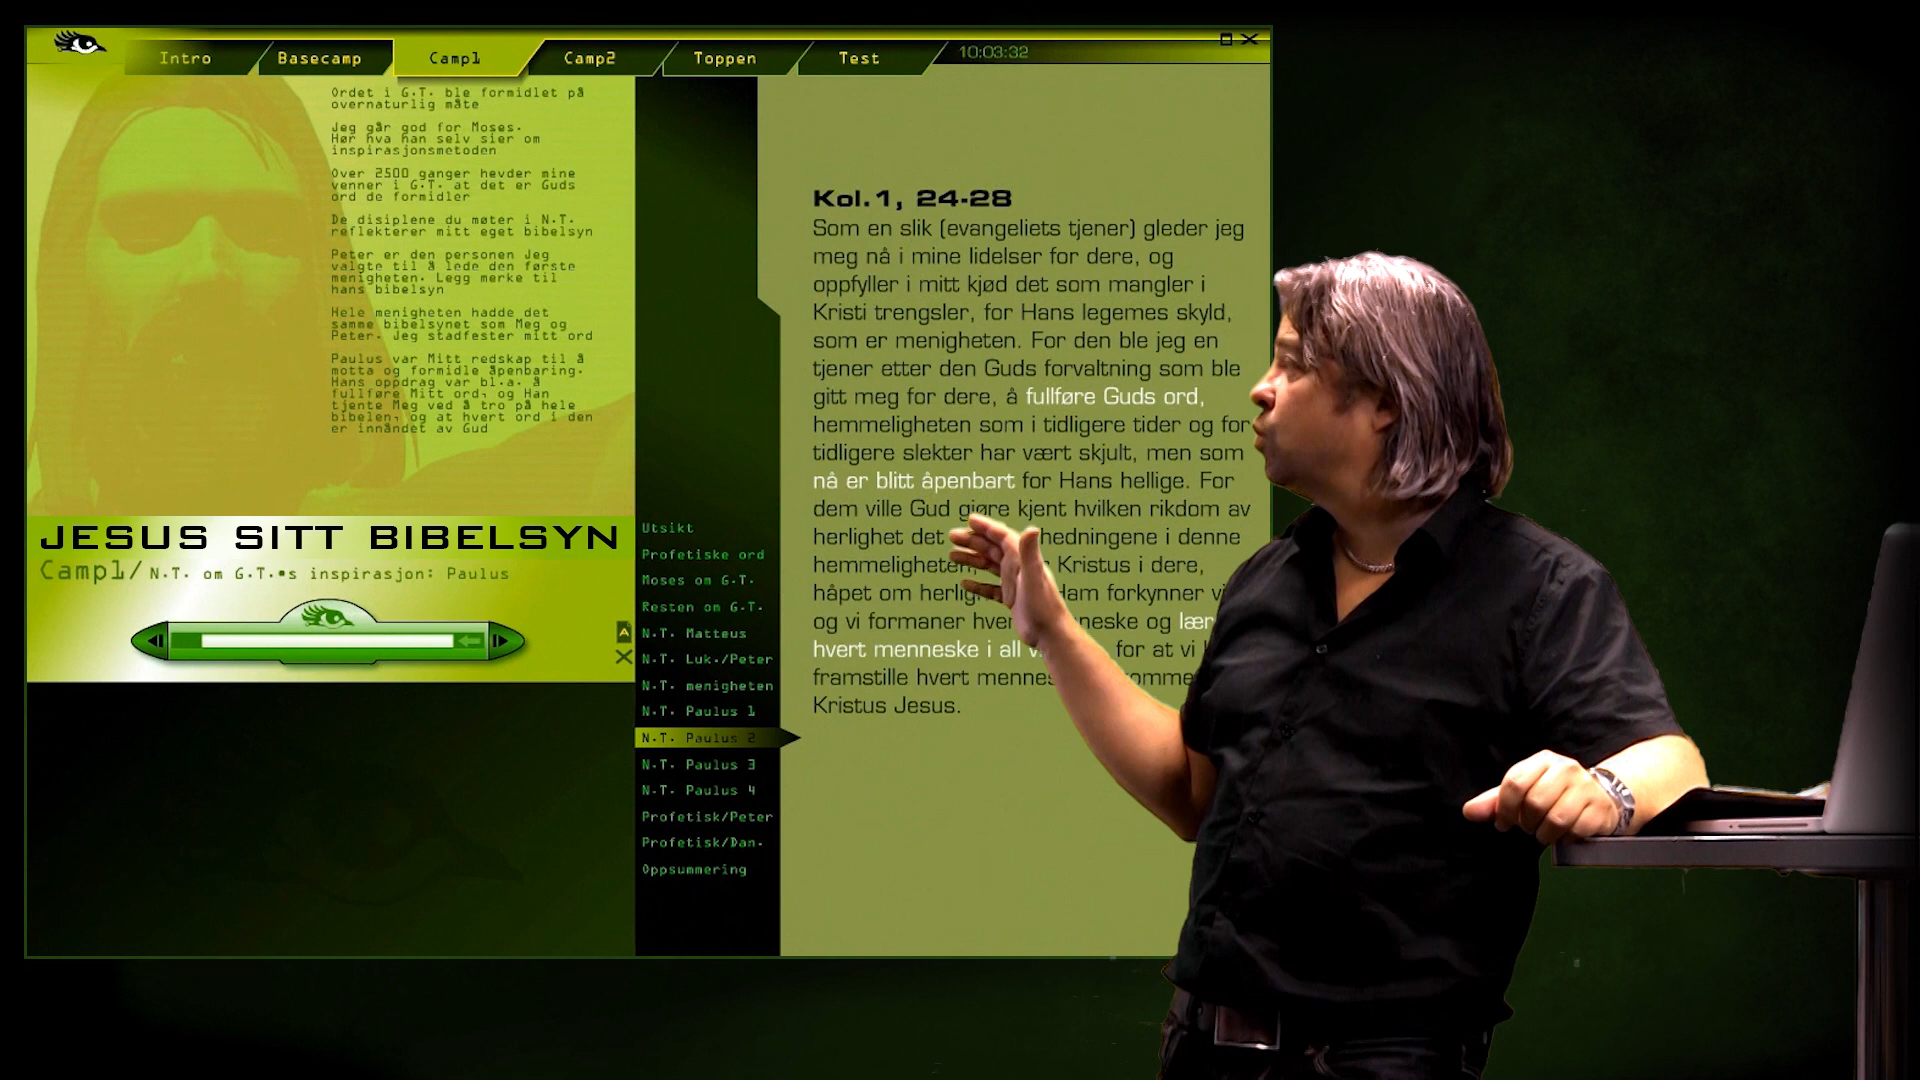 Intro
Basecamp
Camp1
Camp2
Toppen
Test
10:03:32
Ordet i G.T. ble formidlet på
overnaturlig måte
Jeg går god for Moses.
Hør hva han selv sier om
inspirasjonsmetoden
Over 2500 ganger hevder mine
venner i G.T. at det er Guds
ord de formidler
De disiplene du møter i N.T.
reflekterer mitt eget bibelsyn
Peter er den personen Jeg
valgte til å lede den første
menigheten. Legg merke til
hans bibelsyn
Hele menigheten hadde det
samme bibelsynet som Meg og
Peter. Jeg stadfester mitt ord
Paulus var Mitt redskap til å
motta og formidle åpenbaring.
Hans oppdrag var bl.a. å
fullføre Mitt ord, og Han
tjente Meg ved å tro på hele
bibelen, og at hvert ord i den
er innåndet av Gud
JESUS SITT BIBELSYN
Camp1/ N.T. om G.T.•s inspirasjon: Paulus
A
Utsikt
Profetiske ord
Moses om G.T.
Resten om G.T.
N.T. Matteus
N.T. Luk./Peter
N.T. menigheten
N.T. Paulus 1
N.T. Paulus 2
N.T. Paulus 3
N.T. Paulus 4
Profetisk/Peter
Profetisk/Dan.
Oppsummering
Kol.1, 24-28
Som en slik (evangeliets tjener) gleder jeg
meg nå i mine lidelser for dere, og
oppfyller i mitt kjød det som mangler i
Kristi trengsler, for Hans legemes skyld,
som er menigheten. For den ble jeg en
tjener etter den Guds forvaltning som ble
gitt meg for dere, å fullføre Guds ord,
hemmeligheten som i tidligere tider og for
tidligere slekter har vært skjult, men som
nå er blitt åpenbart for Hans hellige. For
dem ville Gud gjøre kjent hvilken rikdom av
herlighet det hedningene i denne
hemmeligheten, Kristus i dere,
håpet om Ham forkynner vi
og vi formaner og
hvert menneske i all for at vi
framstille hvert
Kristus Jesus.